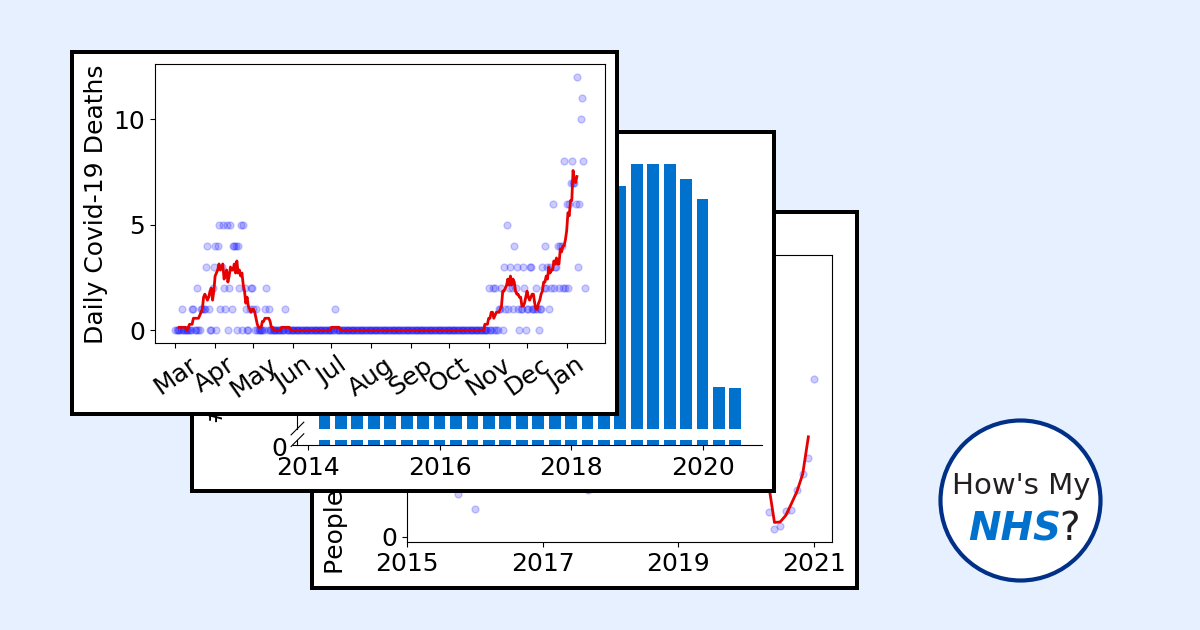 Daily Covid-19 Deaths
10
5
0
Mar Apr May Jun Jul Aug Sep Oct Nov Dec Jan
0
2014 2016 2018 2020
People
0
2015 2017 2019 2021
How's My
NHS?